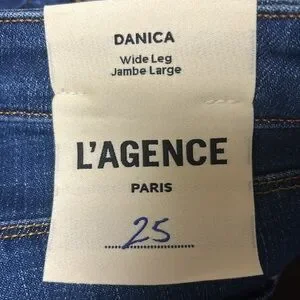 DANICA
Wide Leg
Jambe Large
L'AGENCE
PARIS
25